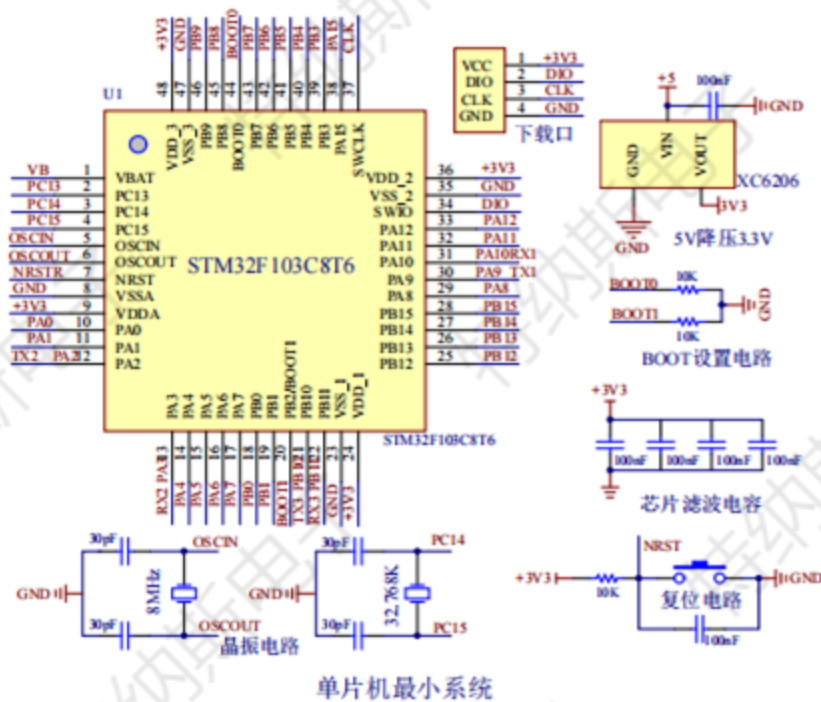 +3V3
GND
PB9
PB8
BOOT0
PB7
PB6
PB5
PB4
PB3
PA15
CLK
48
47
46
45
44
43
42
41
40
39
38
37
U1
VDD_3
VSS_3
PB9
PB8
BOOT0
PB7
PB6
PB5
PB4
PB3
PA15
SWCLK
VB 1 VBAT
PC13 2 PC13
PC14 3 PC14
PC15 4 PC15
OSCIN 5 OSCIN
OSCOUT 6 OSCOUT
NRSTR 7 NRST
GND 8 VSSA
+3V3 9 VDDA
PA0 10 PA0
PA1 11 PA1
TX2 PA2 12 PA2
STM32F103C8T6
VDD_2 36 +3V3
VSS_2 35 GND
SWIO 34 DIO
PA12 33 PA12
PA11 32 PA11
PA10 31 PA10RX1
PA9 30 PA9 TX1
PA8 29 PA8
PB15 28 PB15
PB14 27 PB14
PB13 26 PB13
PB12 25 PB12
PA3
PA4
PA5
PA6
PA7
PB0
PB1
PB2/BOOT1
PB10
PB11
VSS_1
VDD_1
STM32F103C8T6
RX2 PA3 13
PA4 14
PA5 15
PA6 16
PA7 17
PB0 18
PB1 19
BOOT1 20
TX3 PB10 21
RX3 PB11 22
GND 23
+3V3 24
VCC 1 +3V3
DIO 2 DIO
CLK 3 CLK
GND 4 GND
下载口
+5
100nF
GND
GND
VIN
VOUT
XC6206
3V3
GND
5V降压3.3V
BOOT0 10K
GND
BOOT1
10K
BOOT设置电路
+3V3
100nF 100nF 100nF 100nF
芯片滤波电容
30pF OSCIN
GND
8MHz
30pF OSCOUT
晶振电路
30pF PC14
GND
32.768K
30pF PC15
NRST
+3V3
10K
GND
复位电路
100nF
单片机最小系统
特纳斯电子